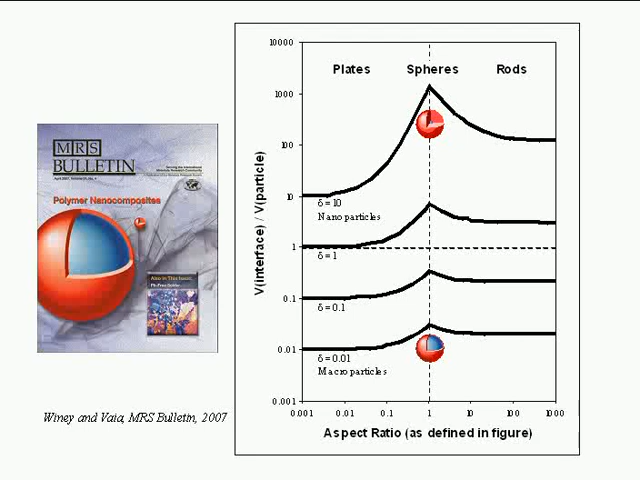 MRS
BULLETIN
Polymer Nanocomposites
Also in This Issue:
Winey and Vaia, MRS Bulletin, 2007
V(interface) / V(particle)
10000
1000
100
10
1
0.1
0.01
0.001
Plates Spheres Rods
δ = 10
Nano particles
δ = 1
δ = 0.1
δ = 0.01
Macro particles
0.001 0.01 0.1 1 10 100 1000
Aspect Ratio (as defined in figure)